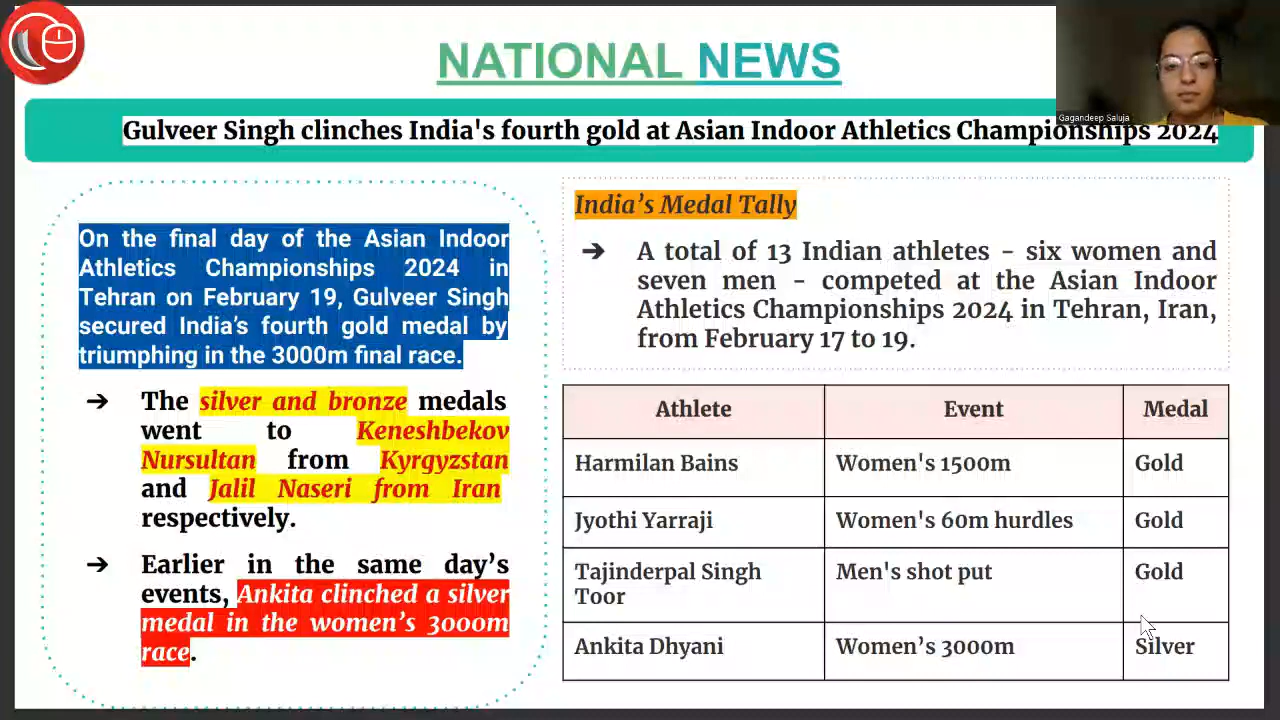 NATIONAL NEWS
Gagandeep Saluja
Gulveer Singh clinches India's fourth gold at Asian Indoor Athletics Championships 2024
On the final day of the Asian Indoor
Athletics Championships 2024 in
Tehran on February 19, Gulveer Singh
secured India’s fourth gold medal by
triumphing in the 3000m final race.
➔ The silver and bronze medals
went to Keneshbekov
Nursultan from Kyrgyzstan
and Jalil Naseri from Iran
respectively.
➔ Earlier in the same day’s
events, Ankita clinched a silver
medal in the women’s 3000m
race.
India’s Medal Tally
➔ A total of 13 Indian athletes - six women and
seven men - competed at the Asian Indoor
Athletics Championships 2024 in Tehran, Iran,
from February 17 to 19.
Athlete Event Medal
Harmilan Bains Women's 1500m Gold
Jyothi Yarraji Women's 60m hurdles Gold
Tajinderpal Singh Men's shot put Gold
Toor
Ankita Dhyani Women’s 3000m Silver